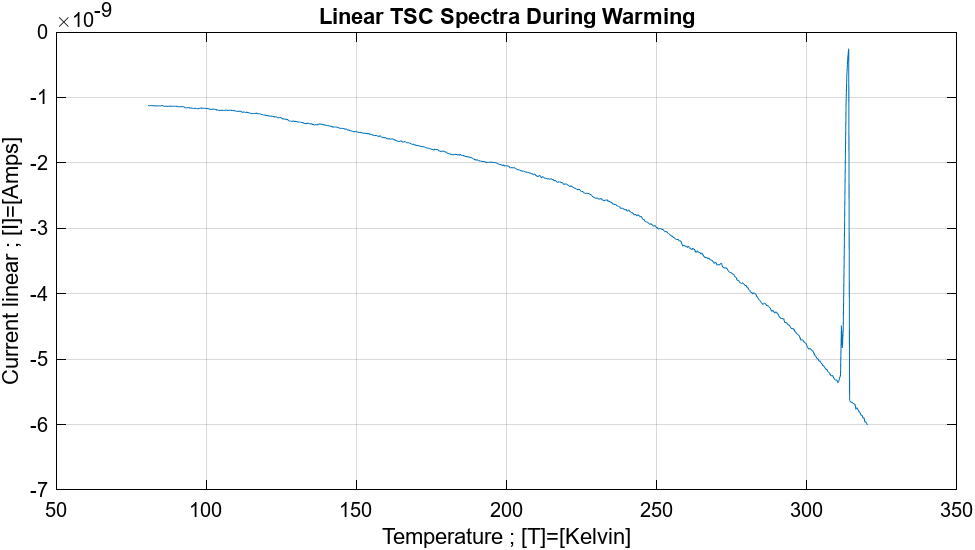 Linear TSC Spectra During Warming
×10-9
0
-1
-2
-3
-4
-5
-6
-7
Current linear ; [I]=[Amps]
50 100 150 200 250 300 350
Temperature ; [T]=[Kelvin]